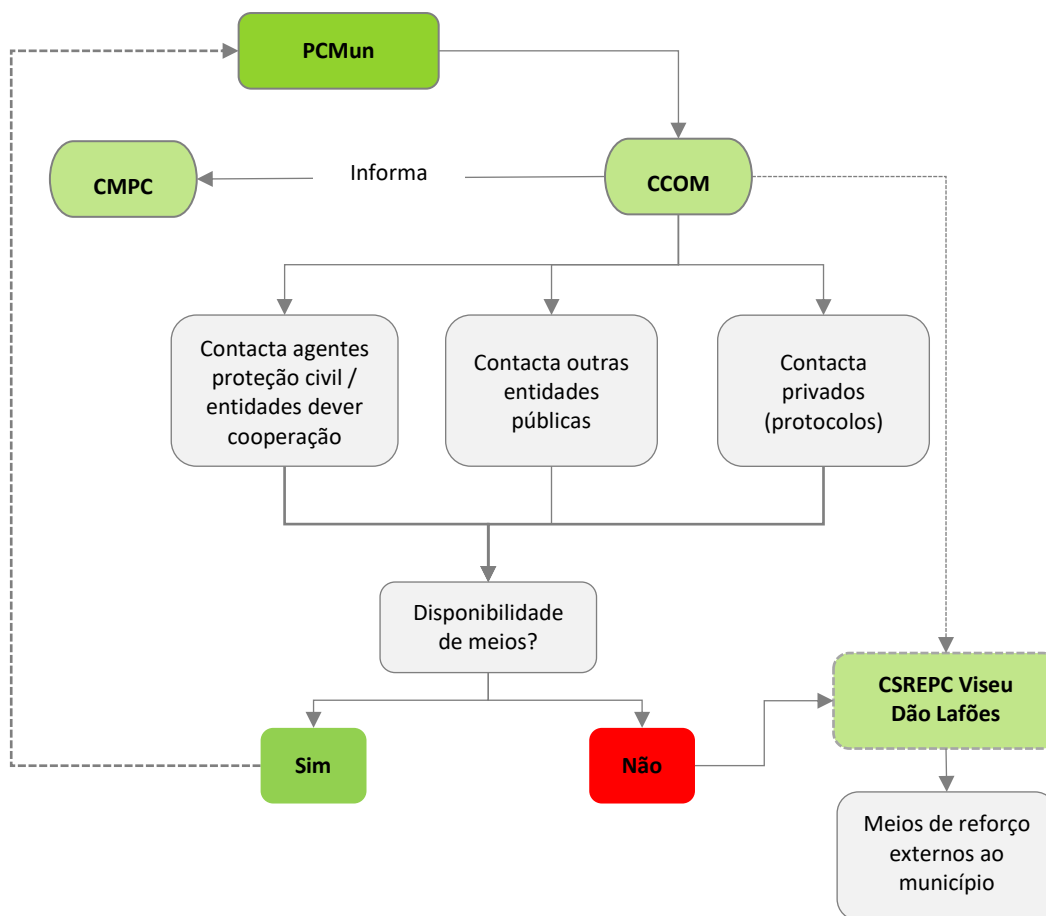 PCMun
Informa
CMPC
CCOM
Contacta agentes
proteção civil /
entidades dever
cooperação
Contacta outras
entidades
públicas
Contacta
privados
(protocolos)
Disponibilidade
de meios?
CSREPC Viseu
Dão Lafões
Sim
Não
Meios de reforço
externos ao
município